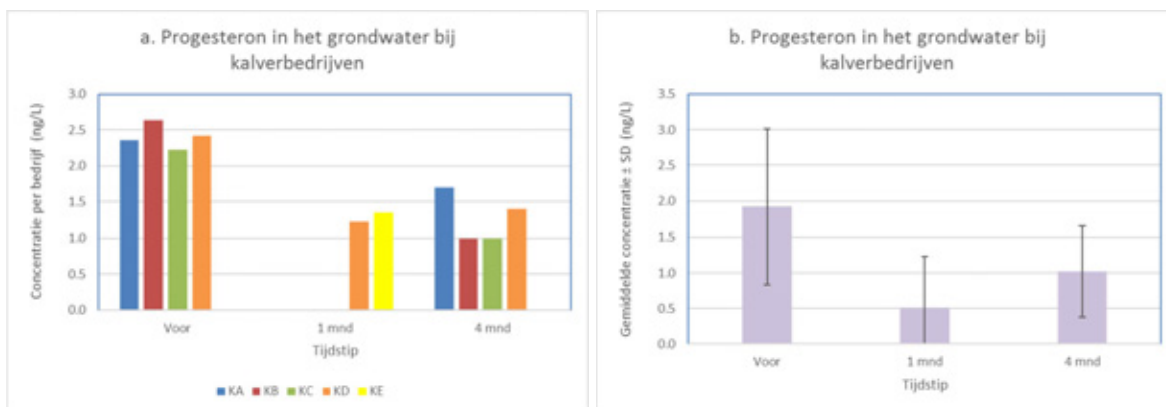 a. Progesteron in het grondwater bij
kalverbedrijven
Concentratie per bedrijf (ng/L)
3.0
2.5
2.0
1.5
1.0
0.5
0.0
Voor
1 mnd
4 mnd
Tijdstip
KA
KB
KC
KD
KE
b. Progesteron in het grondwater bij
kalverbedrijven
Gemiddelde concentratie ± SD (ng/L)
3.5
3.0
2.5
2.0
1.5
1.0
0.5
0.0
Voor
1 mnd
4 mnd
Tijdstip